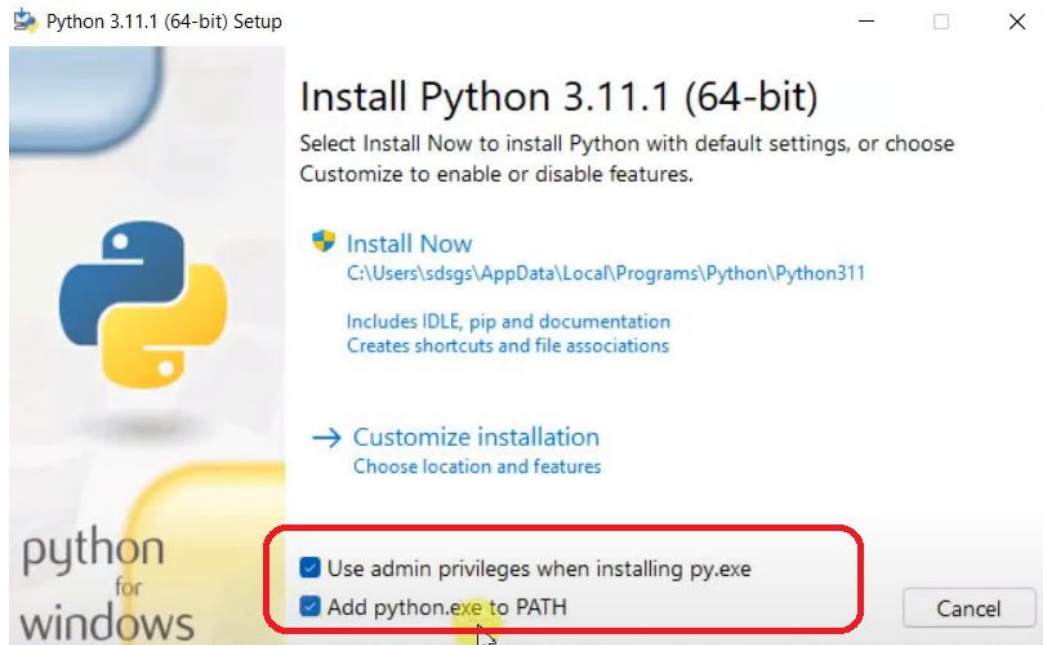 Python 3.11.1 (64-bit) Setup
Install Python 3.11.1 (64-bit)
Select Install Now to install Python with default settings, or choose
Customize to enable or disable features.
Install Now
C:\Users\sdsgs\AppData\Local\Programs\Python\Python311
Includes IDLE, pip and documentation
Creates shortcuts and file associations
Customize installation
Choose location and features
Use admin privileges when installing py.exe
Add python.exe to PATH
python
for
windows
Cancel